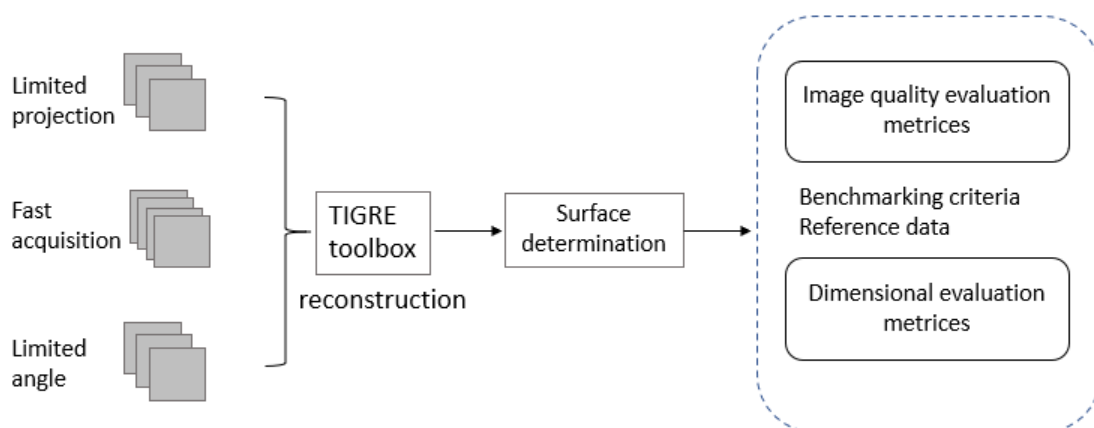 Limited
projection
Fast
acquisition
Limited
angle
TIGRE
toolbox
reconstruction
Surface
determination
Image quality evaluation
metrices
Benchmarking criteria
Reference data
Dimensional evaluation
metrices